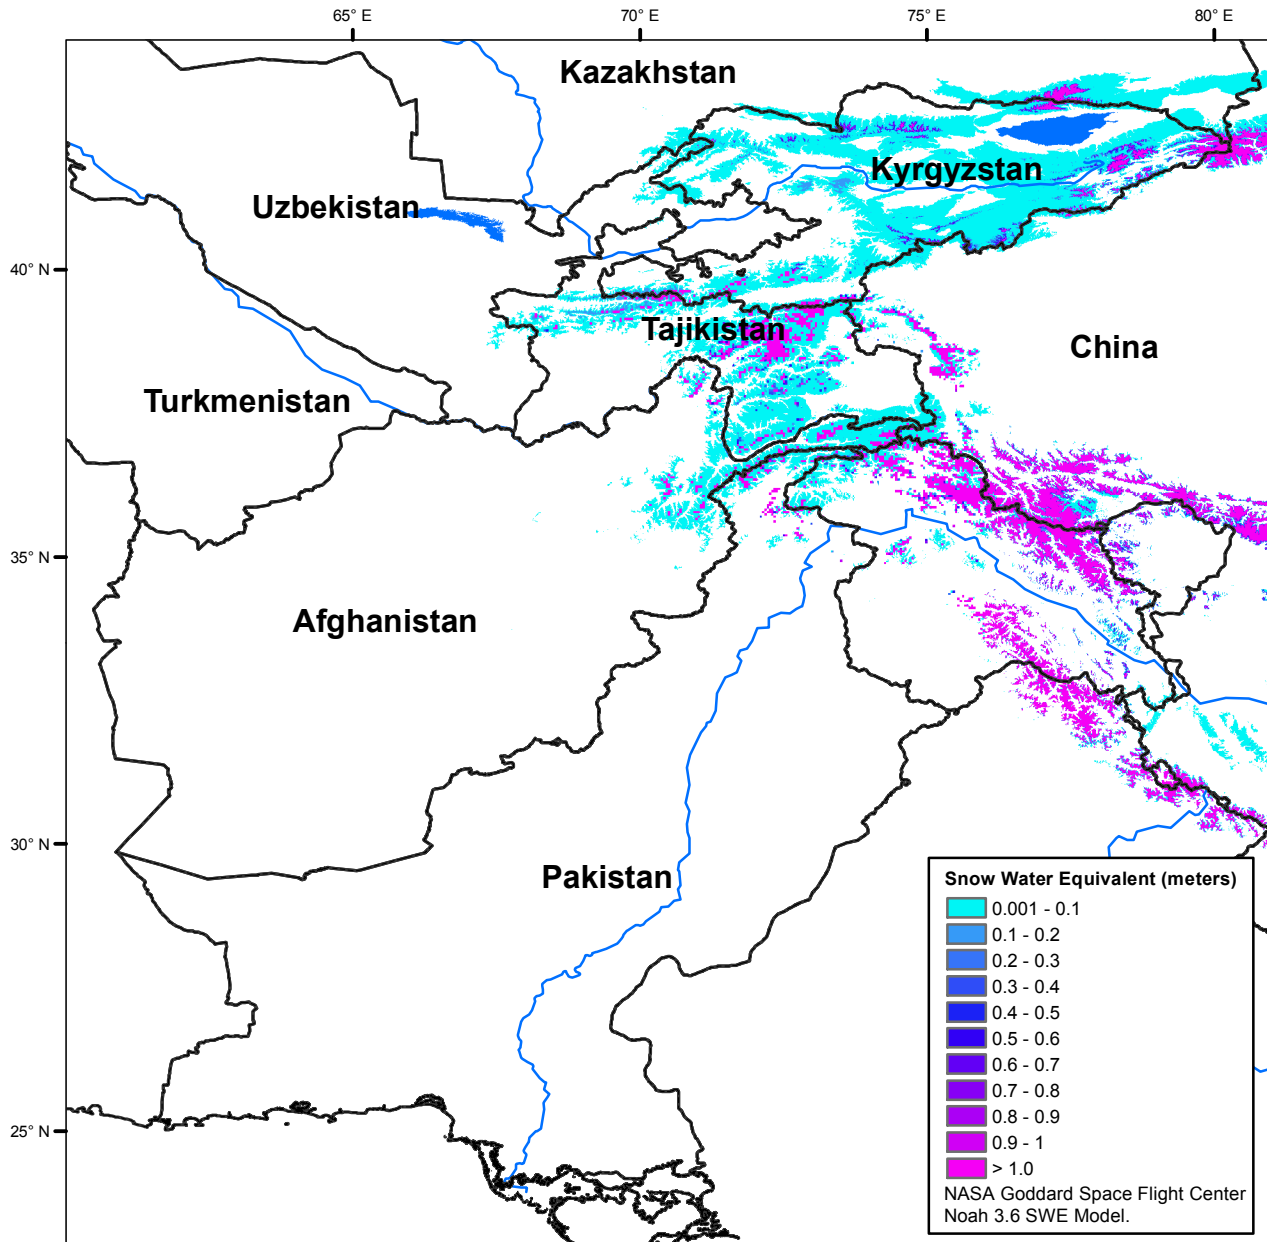 65° E
70° E
75° E
80° E
Kazakhstan
Kyrgyzstan
Uzbekistan
40° N
Tajikistan
China
Turkmenistan
35° N
Afghanistan
30° N
Pakistan
Snow Water Equivalent (meters)
0.001 - 0.1
0.1 - 0.2
0.2 - 0.3
0.3 - 0.4
0.4 - 0.5
0.5 - 0.6
0.6 - 0.7
0.7 - 0.8
0.8 - 0.9
0.9 - 1
> 1.0
NASA Goddard Space Flight Center
Noah 3.6 SWE Model.
25° N